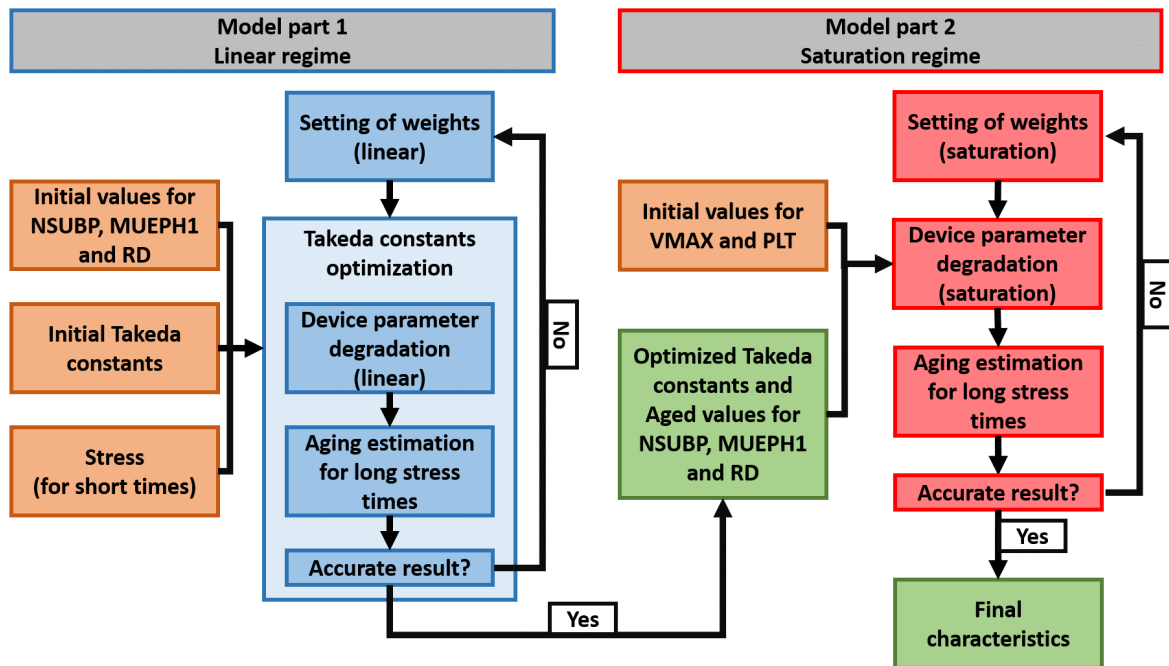 Model part 1
Linear regime
Setting of weights
(linear)
Initial values for
NSUBP, MUEPH1
and RD
Initial Takeda
constants
Stress
(for short times)
Takeda constants
optimization
Device parameter
degradation
(linear)
Aging estimation
for long stress
times
Accurate result?
No
Yes
Model part 2
Saturation regime
Setting of weights
(saturation)
Initial values for
VMAX and PLT
Optimized Takeda
constants and
Aged values for
NSUBP, MUEPH1
and RD
Device parameter
degradation
(saturation)
Aging estimation
for long stress
times
Accurate result?
No
Yes
Final
characteristics